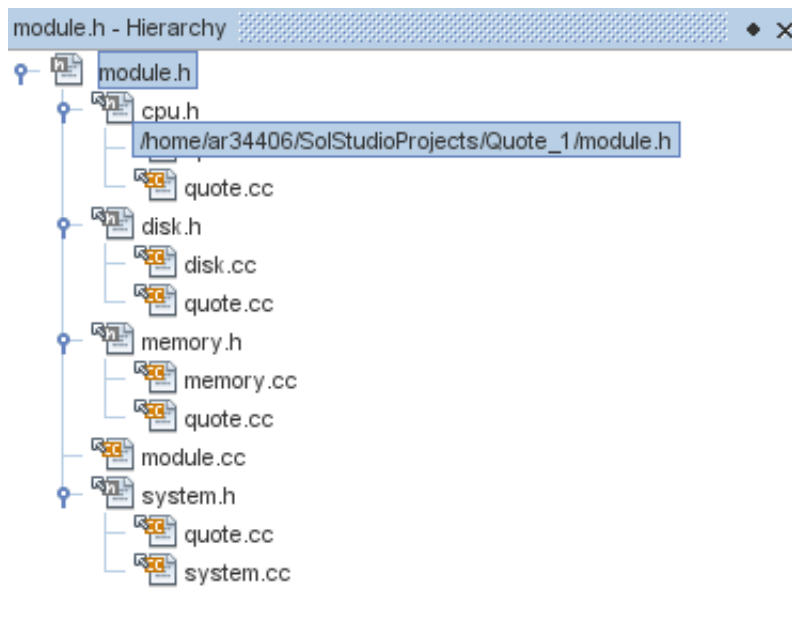 module.h - Hierarchy
module.h
cpu.h
/home/ar34406/SolStudioProjects/Quote_1/module.h
quote.cc
disk.h
disk.cc
quote.cc
memory.h
memory.cc
quote.cc
module.cc
system.h
quote.cc
system.cc